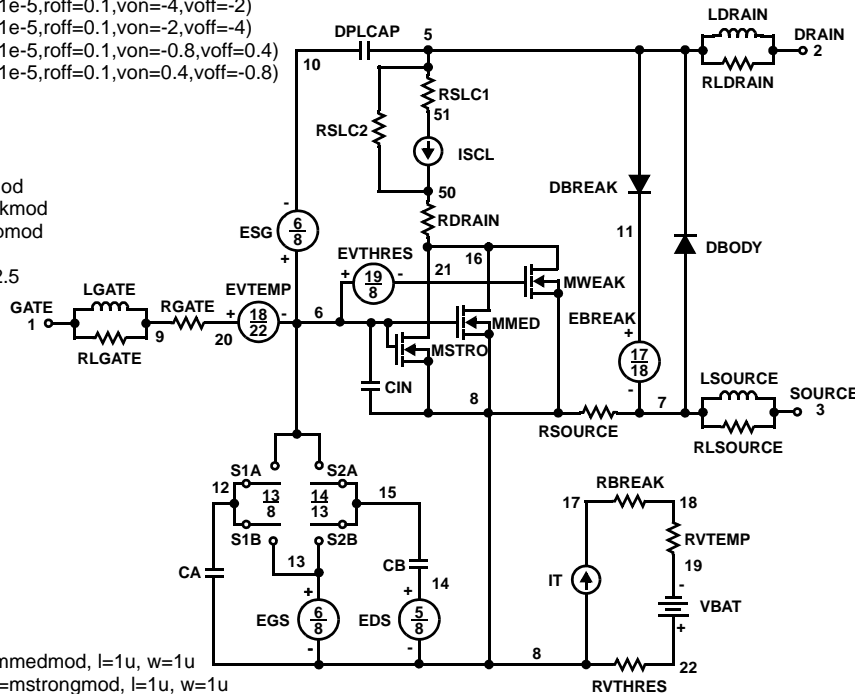 1e-5,roff=0.1,von=-4,voff=-2)
1e-5,roff=0.1,von=-2,voff=-4)
1e-5,roff=0.1,von=-0.8,voff=0.4)
1e-5,roff=0.1,von=0.4,voff=-0.8)
od
kmod
omod
2.5
DPLCAP
5
10
LDRAIN
DRAIN
2
RLDRAIN
RSLC1
51
RSLC2
ISCL
50
RDRAIN
DBREAK
11
DBODY
-
ESG
6
8
+
EVTHRES
+
19
8
-
21
16
MWEAK
LGATE
GATE
1
RLGATE
9
RGATE
20
EVTEMP
+
18
22
-
6
MMED
MSTRO
CIN
EBREAK
+
17
18
-
8
RSOURCE
7
LSOURCE
SOURCE
3
RLSOURCE
S1A
S2A
12
13
8
14
13
15
S1B
S2B
13
CA
CB
14
+
EGS
6
8
-
+
EDS
5
8
-
RBREAK
17
18
RVTEMP
19
IT
-
VBAT
+
8
22
RVTHRES
mmedmod, l=1u, w=1u
=mstrongmod, l=1u, w=1u